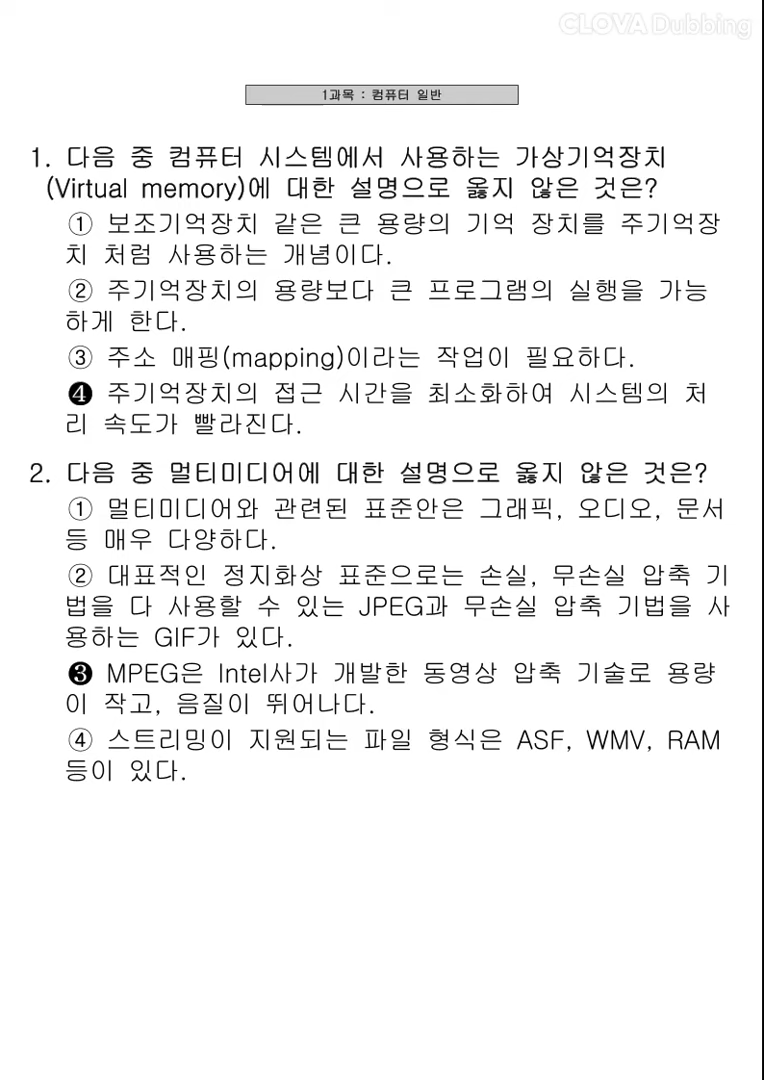 CLOVA Dubbing
1과목 : 컴퓨터 일반
1. 다음 중 컴퓨터 시스템에서 사용하는 가상기억장치
(Virtual memory)에 대한 설명으로 옳지 않은 것은?
① 보조기억장치 같은 큰 용량의 기억 장치를 주기억장
치 처럼 사용하는 개념이다.
② 주기억장치의 용량보다 큰 프로그램의 실행을 가능
하게 한다.
③ 주소 매핑(mapping)이라는 작업이 필요하다.
❹ 주기억장치의 접근 시간을 최소화하여 시스템의 처
리 속도가 빨라진다.
2. 다음 중 멀티미디어에 대한 설명으로 옳지 않은 것은?
① 멀티미디어와 관련된 표준안은 그래픽, 오디오, 문서
등 매우 다양하다.
② 대표적인 정지화상 표준으로는 손실, 무손실 압축 기
법을 다 사용할 수 있는 JPEG과 무손실 압축 기법을 사
용하는 GIF가 있다.
❸ MPEG은 Intel사가 개발한 동영상 압축 기술로 용량
이 작고, 음질이 뛰어나다.
④ 스트리밍이 지원되는 파일 형식은 ASF, WMV, RAM
등이 있다.